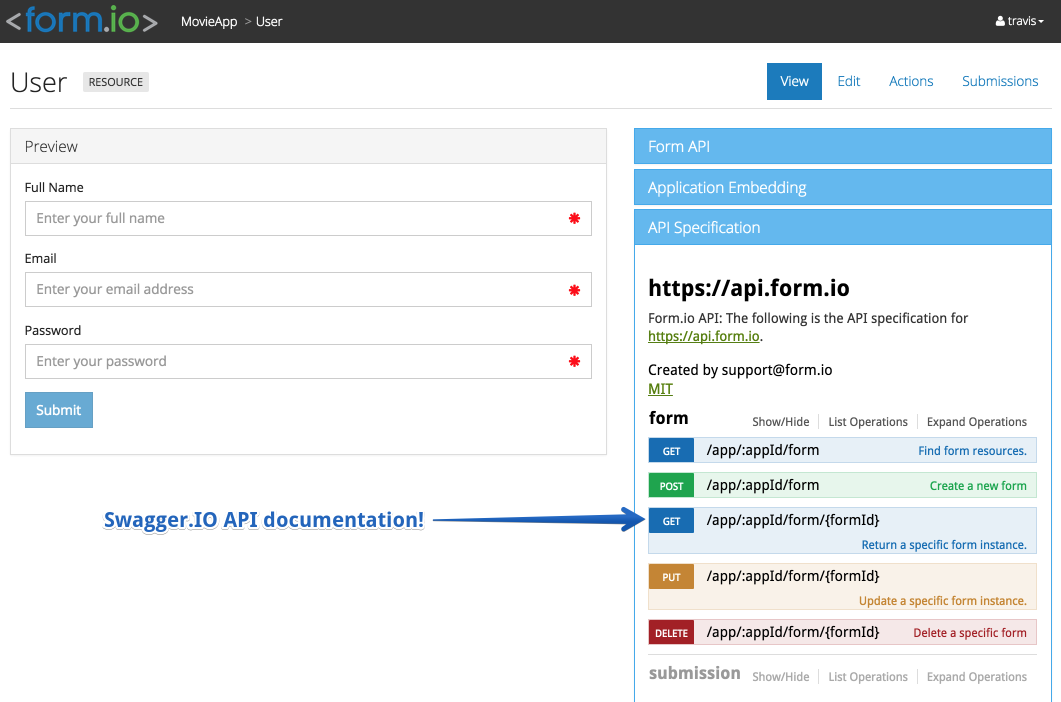 <form.io>
MovieApp > User
travis
User
RESOURCE
View
Edit
Actions
Submissions
Preview
Full Name
Enter your full name
Email
Enter your email address
Password
Enter your password
Submit
Form API
Application Embedding
API Specification
https://api.form.io
Form.io API: The following is the API specification for
https://api.form.io.
Created by support@form.io
MIT
form
Show/Hide
List Operations
Expand Operations
GET /app/:appId/form Find form resources.
POST /app/:appId/form Create a new form
Swagger.IO API documentation!
GET /app/:appId/form/{formId}
Return a specific form instance.
PUT /app/:appId/form/{formId}
Update a specific form instance.
DELETE /app/:appId/form/{formId} Delete a specific form
submission
Show/Hide
List Operations
Expand Operations